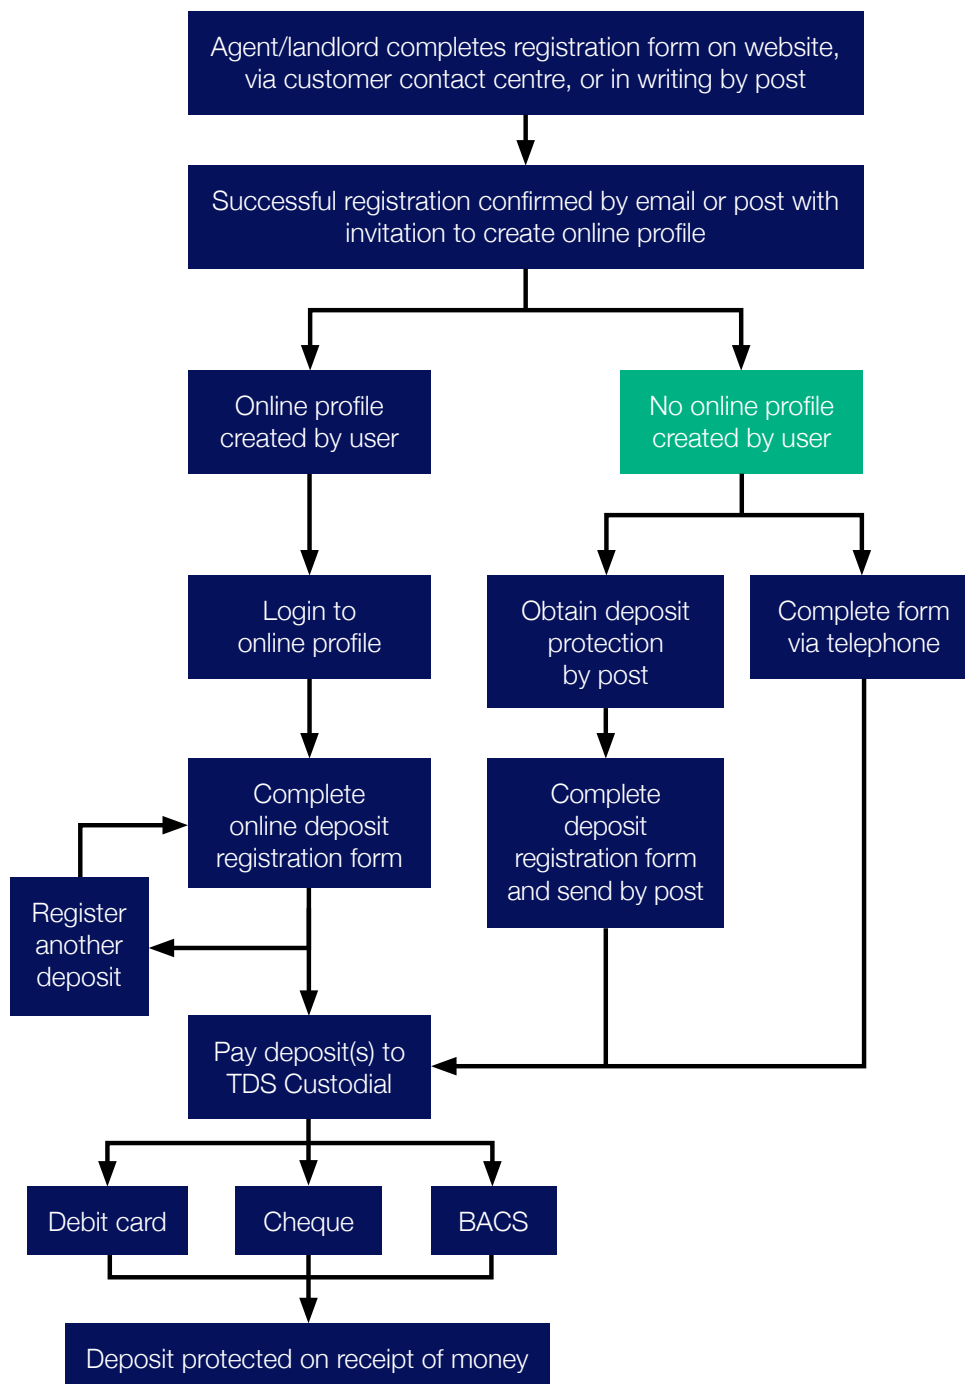 Agent/landlord completes registration form on website,
via customer contact centre, or in writing by post
Successful registration confirmed by email or post with
invitation to create online profile
Online profile
created by user
No online profile
created by user
Login to
online profile
Obtain deposit
protection
by post
Complete form
via telephone
Complete
online deposit
registration form
Complete
deposit
registration form
and send by post
Register
another
deposit
Pay deposit(s) to
TDS Custodial
Debit card
Cheque
BACS
Deposit protected on receipt of money